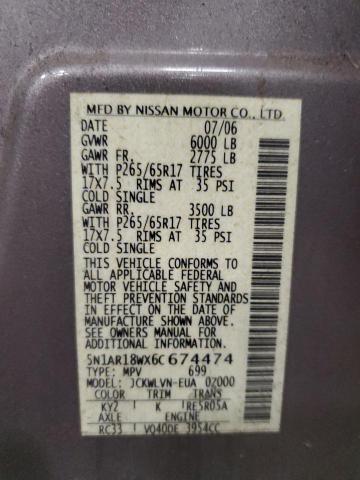 MFD BY NISSAN MOTOR CO., LTD.
DATE 07/06
GVWR 6000 LB
GAWR FR. 2775 LB
WITH P265/65R17 TIRES
17X7.5 RIMS AT 35 PSI
COLD SINGLE
GAWR RR. 3500 LB
WITH P265/65R17 TIRES
17X7.5 RIMS AT 35 PSI
COLD SINGLE
THIS VEHICLE CONFORMS TO
ALL APPLICABLE FEDERAL
MOTOR VEHICLE SAFETY AND
THEFT PREVENTION STANDARDS
IN EFFECT ON THE DATE OF
MANUFACTURE SHOWN ABOVE.
SEE OWNERS MANUAL FOR
ADDITIONAL INFORMATION.
5N1AR18WX6C674474
TYPE: MPV 699
MODEL: JCKWLVN-EUA 02000
COLOR TRIM TRANS
KY2 K RE5R05A
AXLE ENGINE
RC33 VQ40DE 3954CC